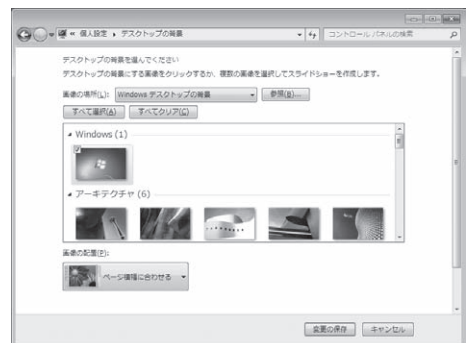 « 個人設定 ▸ デスクトップの背景
コントロール パネルの検索
デスクトップの背景を選んでください
デスクトップの背景にする画像をクリックするか、複数の画像を選択してスライドショーを作成します。
画像の場所(L): Windows デスクトップの背景 参照(B)...
すべて選択(A) すべてクリア(C)
Windows (1)
アーキテクチャ (6)
画像の配置(P):
ページ横幅に合わせる
変更の保存 キャンセル